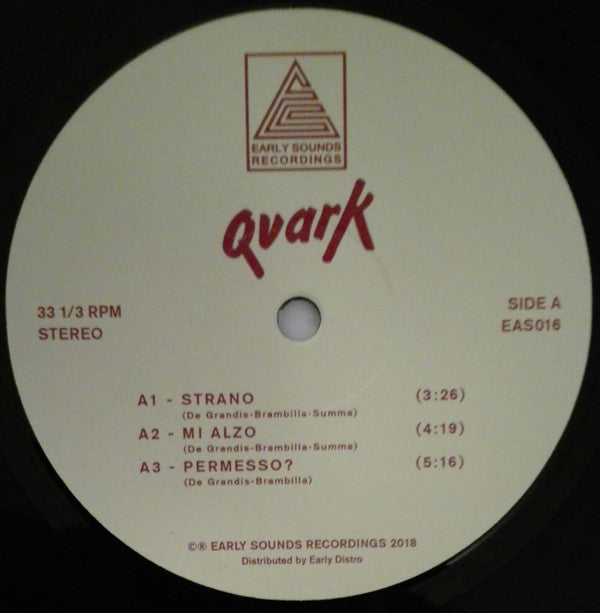 EARLY SOUNDS
RECORDINGS
Quark
33 1/3 RPM
STEREO
SIDE A
EAS016
A1 - STRANO (3:26)
(De Grandis-Brambilla-Summa)
A2 - MI ALZO (4:19)
(De Grandis-Brambilla-Summa)
A3 - PERMESSO? (5:16)
(De Grandis-Brambilla)
©℗ EARLY SOUNDS RECORDINGS 2018
Distributed by Early Distro